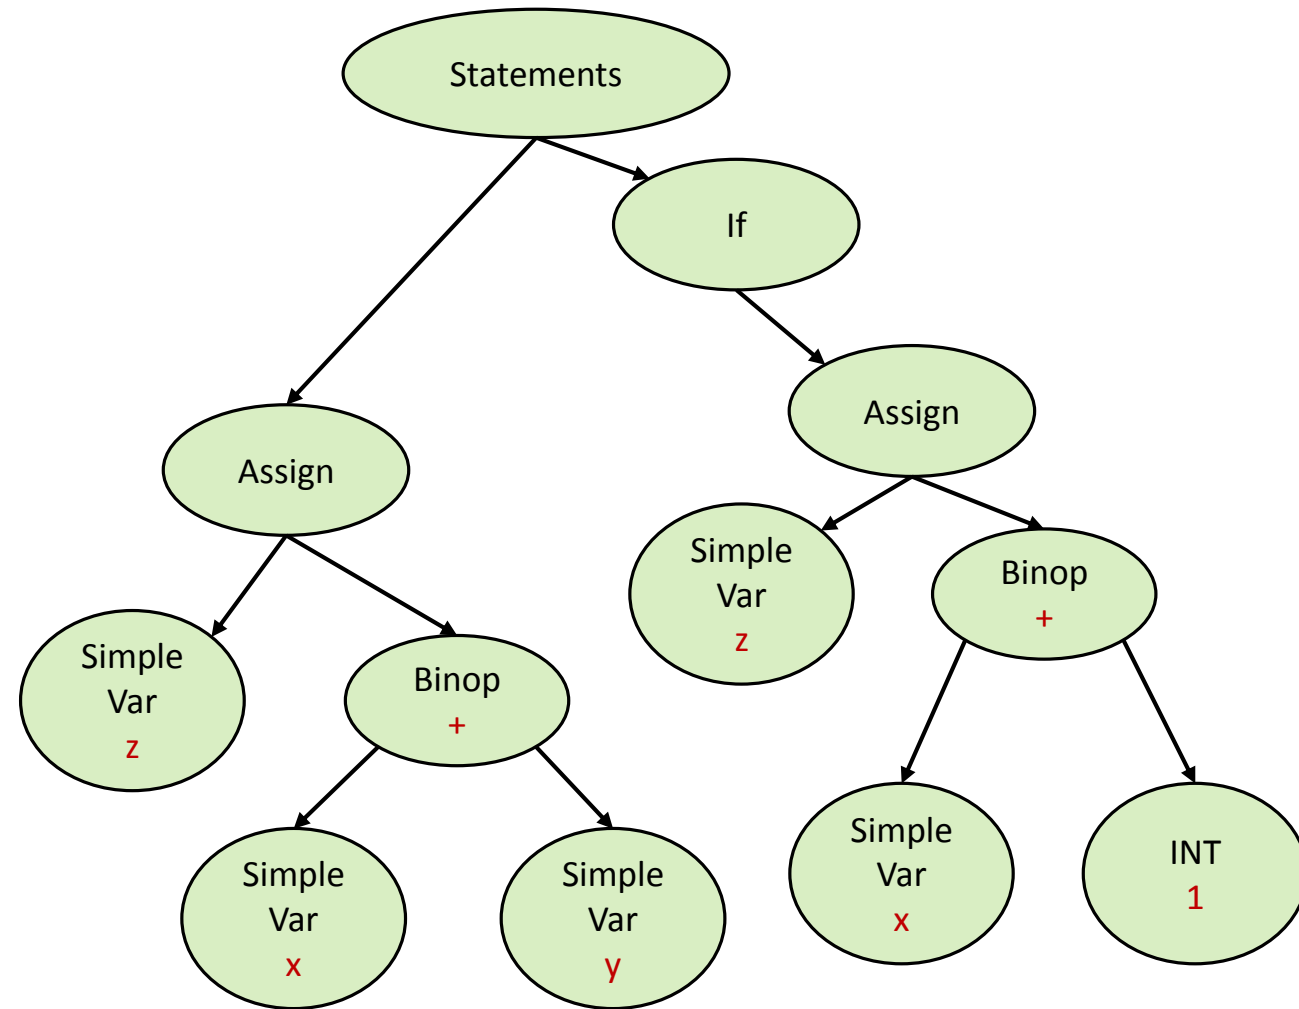 Statements
If
Assign
Assign
Simple
Var
z
Binop
+
Simple
Var
z
Binop
+
Simple
Var
x
Simple
Var
y
Simple
Var
x
INT
1